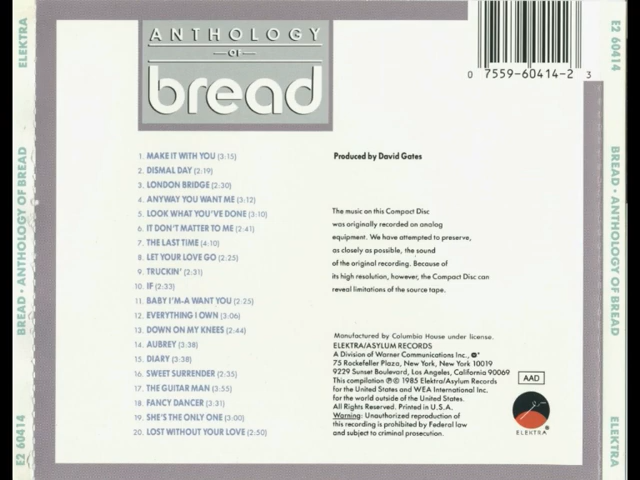 ELEKTRA
BREAD · ANTHOLOGY OF BREAD
E2 60414
ANTHOLOGY
OF
bread
0 7559-60414-2 3
1. MAKE IT WITH YOU (3:15)
2. DISMAL DAY (2:19)
3. LONDON BRIDGE (2:30)
4. ANYWAY YOU WANT ME (3:12)
5. LOOK WHAT YOU'VE DONE (3:10)
6. IT DON'T MATTER TO ME (2:41)
7. THE LAST TIME (4:10)
8. LET YOUR LOVE GO (2:25)
9. TRUCKIN' (2:31)
10. IF (2:33)
11. BABY I'M-A WANT YOU (2:25)
12. EVERYTHING I OWN (3:06)
13. DOWN ON MY KNEES (2:44)
14. AUBREY (3:38)
15. DIARY (3:38)
16. SWEET SURRENDER (2:35)
17. THE GUITAR MAN (3:55)
18. FANCY DANCER (3:31)
19. SHE'S THE ONLY ONE (3:00)
20. LOST WITHOUT YOUR LOVE (2:50)
Produced by David Gates
The music on this Compact Disc
was originally recorded on analog
equipment. We have attempted to preserve,
as closely as possible, the sound
of the original recording. Because of
its high resolution, however, the Compact Disc can
reveal limitations of the source tape.
Manufactured by Columbia House under license.
ELEKTRA/ASYLUM RECORDS
A Division of Warner Communications Inc.,
75 Rockefeller Plaza, New York, New York 10019
9229 Sunset Boulevard, Los Angeles, California 90069
This compilation ℗© 1985 Elektra/Asylum Records
for the United States and WEA International Inc.
for the world outside of the United States.
All Rights Reserved. Printed in U.S.A.
Warning: Unauthorized reproduction of
this recording is prohibited by Federal law
and subject to criminal prosecution.
AAD
ELEKTRA
E2 60414
BREAD · ANTHOLOGY OF BREAD
ELEKTRA